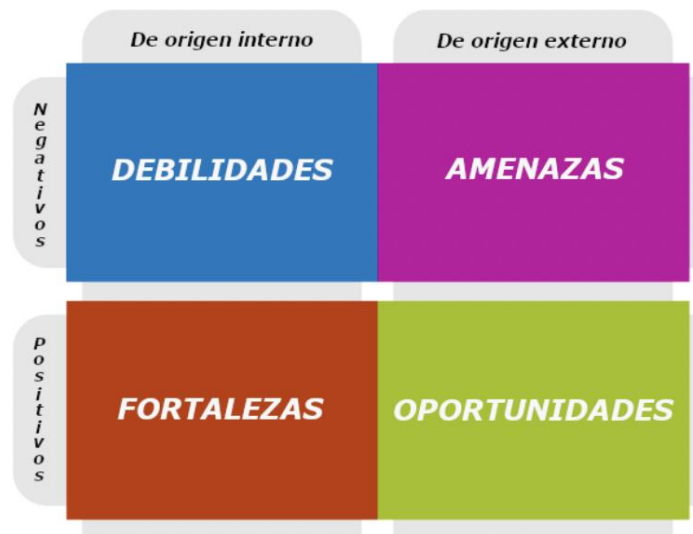 De origen interno
De origen externo
Negativos
DEBILIDADES
AMENAZAS
Positivos
FORTALEZAS
OPORTUNIDADES